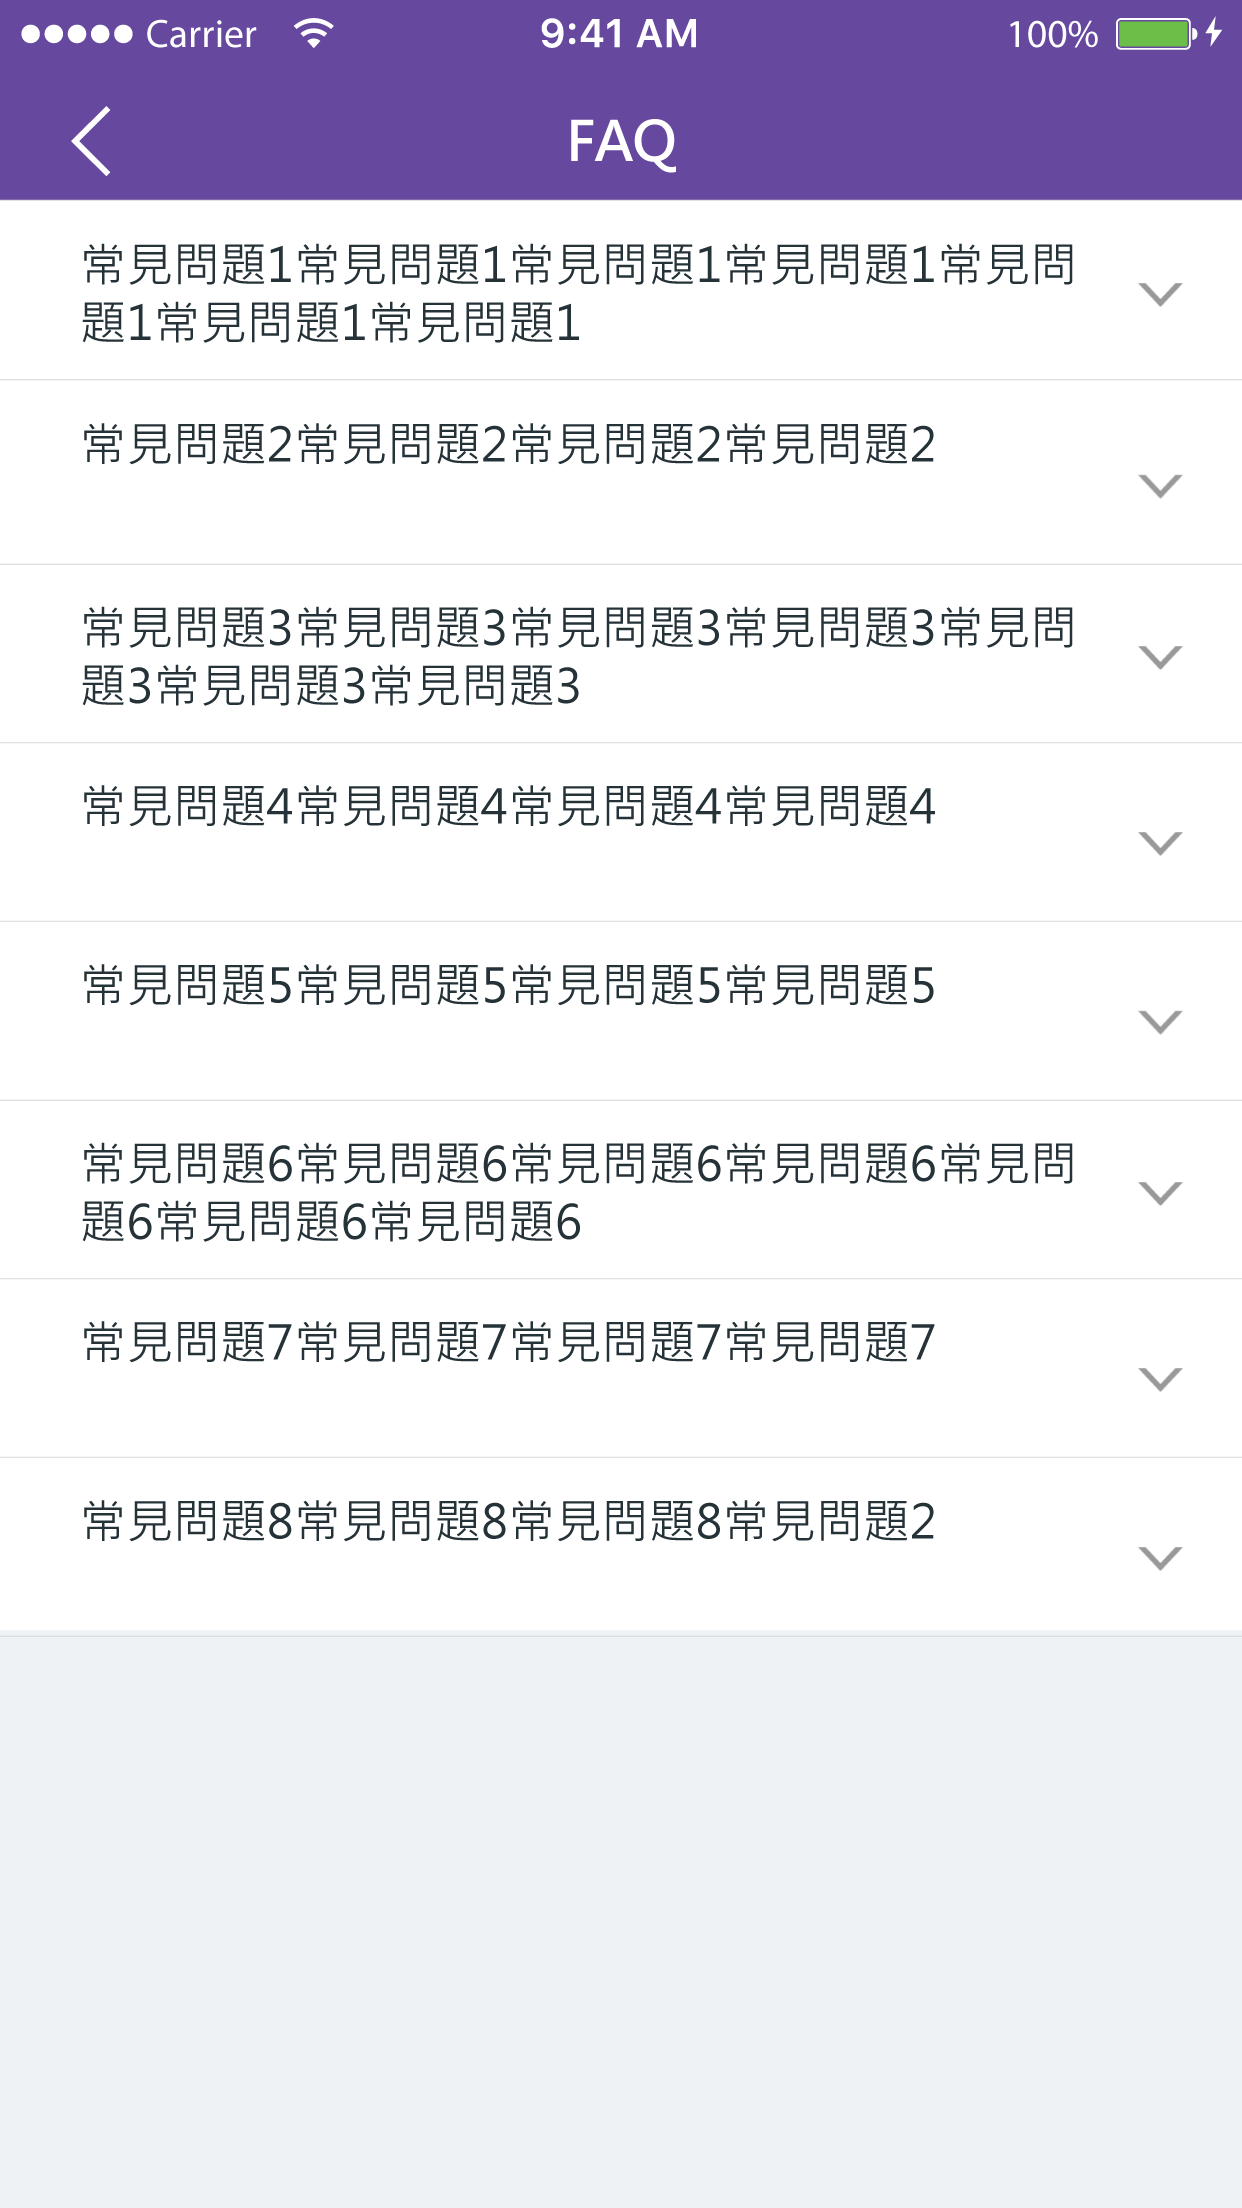 Carrier 9:41 AM 100%
FAQ
常見問題1常見問題1常見問題1常見問題1常見問
題1常見問題1常見問題1
常見問題2常見問題2常見問題2常見問題2
常見問題3常見問題3常見問題3常見問題3常見問
題3常見問題3常見問題3
常見問題4常見問題4常見問題4常見問題4
常見問題5常見問題5常見問題5常見問題5
常見問題6常見問題6常見問題6常見問題6常見問
題6常見問題6常見問題6
常見問題7常見問題7常見問題7常見問題7
常見問題8常見問題8常見問題8常見問題2